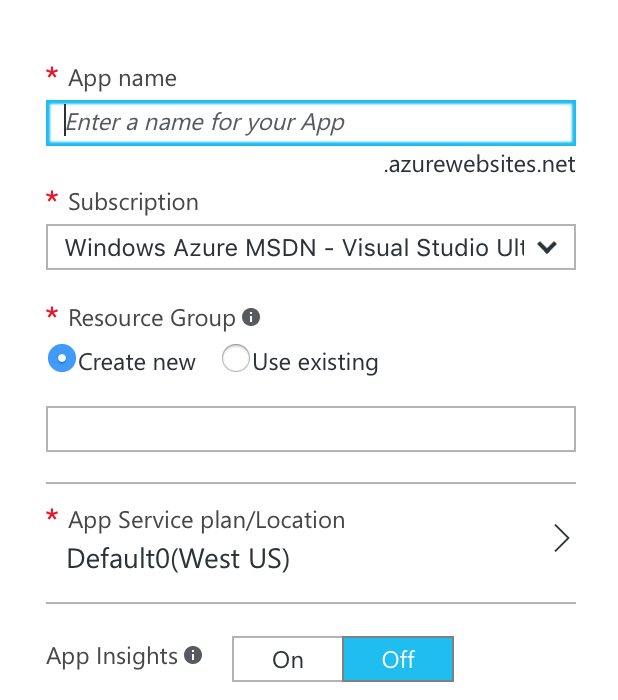 * App name
Enter a name for your App
.azurewebsites.net
* Subscription
Windows Azure MSDN - Visual Studio Ult
* Resource Group
Create new Use existing
* App Service plan/Location
Default0(West US)
App Insights On Off